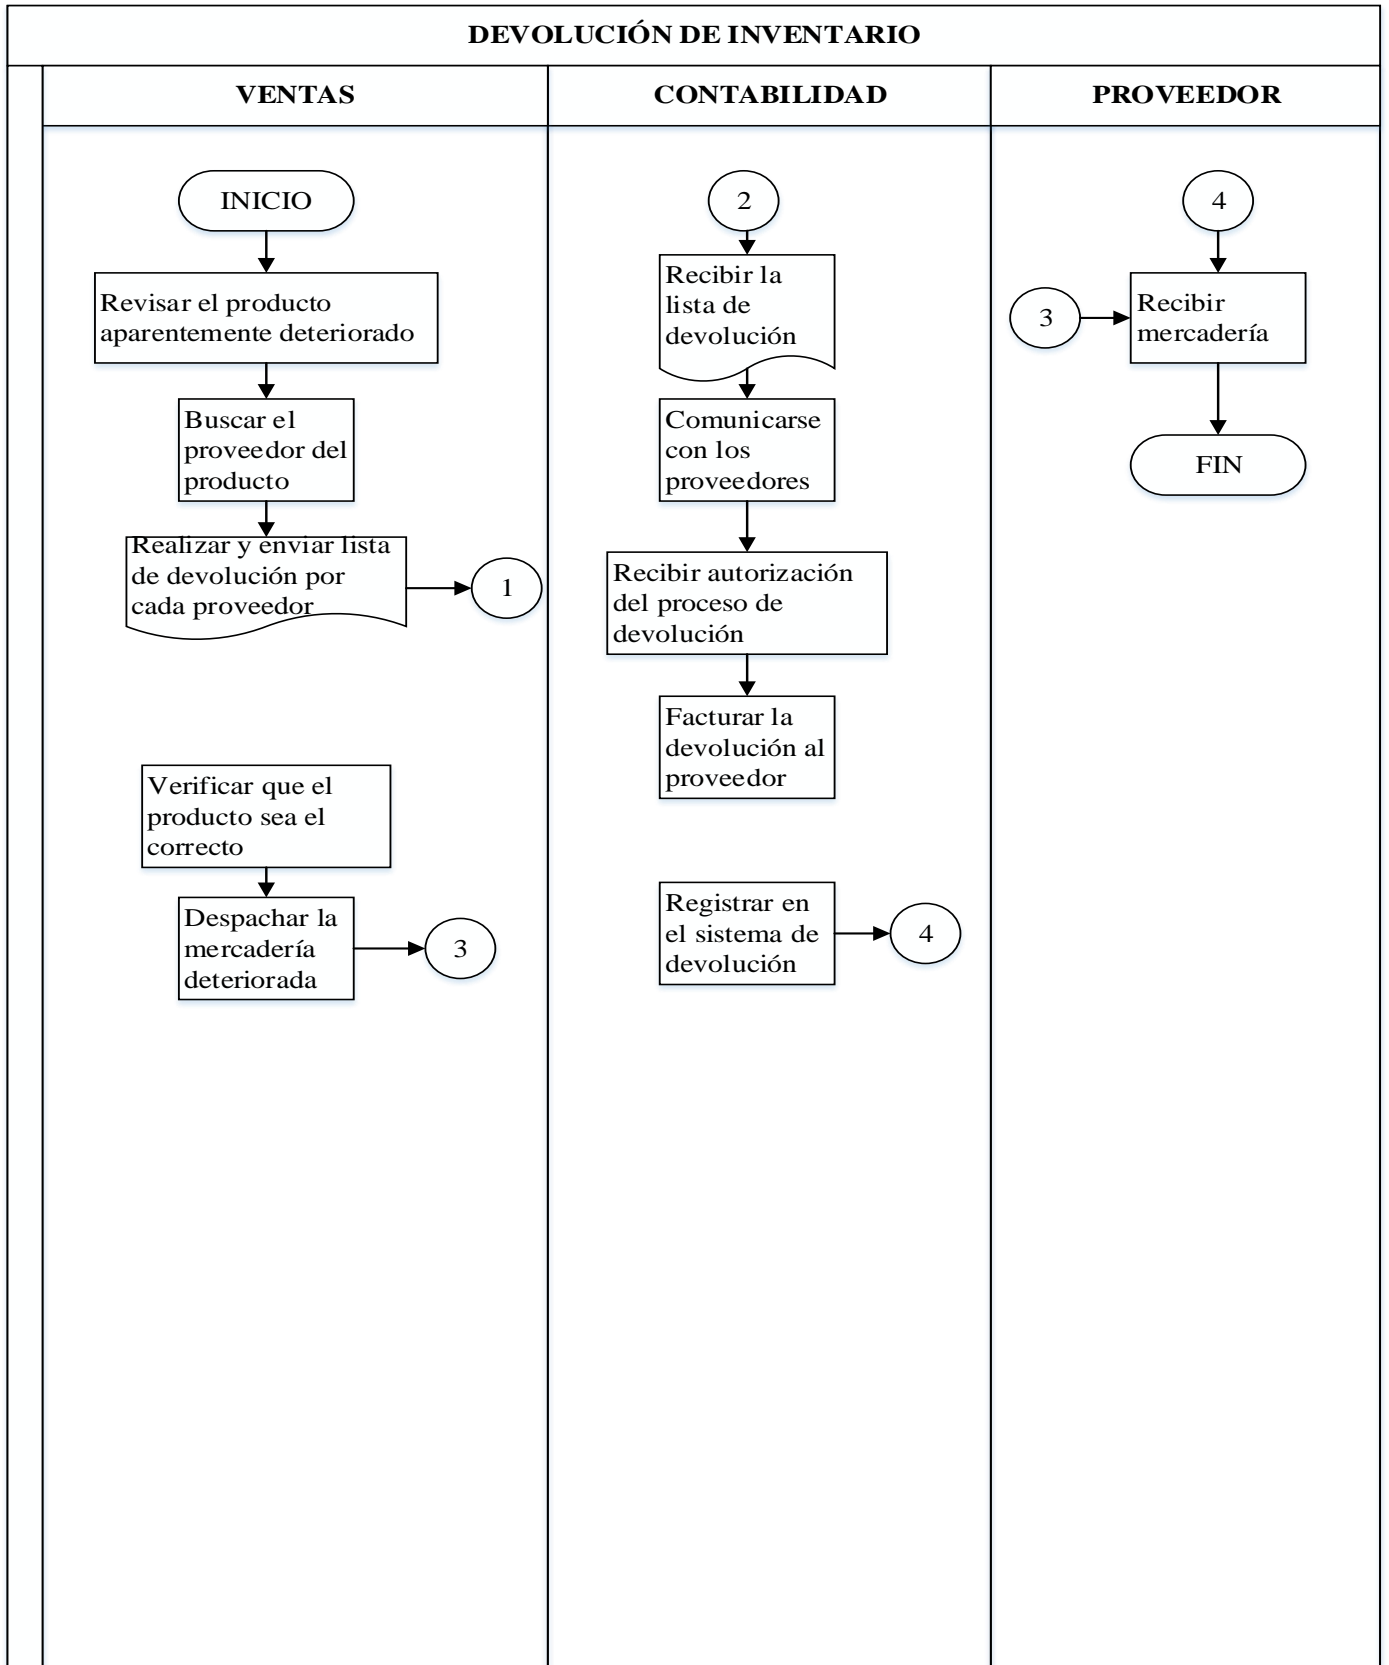 DEVOLUCIÓN DE INVENTARIO
VENTAS
CONTABILIDAD
PROVEEDOR
INICIO
Revisar el producto
aparentemente deteriorado
Buscar el
proveedor del
producto
Realizar y enviar lista
de devolución por
cada proveedor
1
Verificar que el
producto sea el
correcto
Despachar la
mercadería
deteriorada
3
2
Recibir la
lista de
devolución
Comunicarse
con los
proveedores
Recibir autorización
del proceso de
devolución
Facturar la
devolución al
proveedor
Registrar en
el sistema de
devolución
4
4
3
Recibir
mercadería
FIN